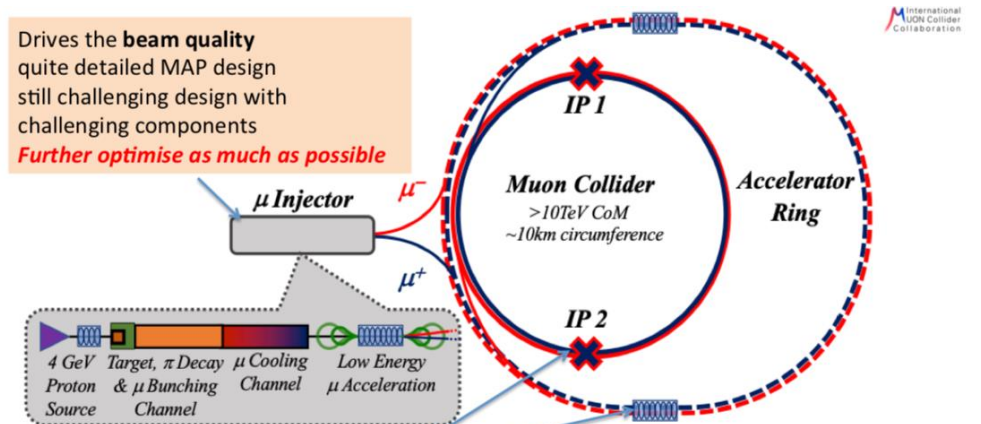 International
MUON Collider
Collaboration
Drives the beam quality
quite detailed MAP design
still challenging design with
challenging components
Further optimise as much as possible
IP 1
μ Injector
μ⁻
Muon Collider
>10TeV CoM
~10km circumference
Accelerator
Ring
μ⁺
IP 2
4 GeV
Proton
Source
Target, π Decay
& μ Bunching
Channel
μ Cooling
Channel
Low Energy
μ Acceleration